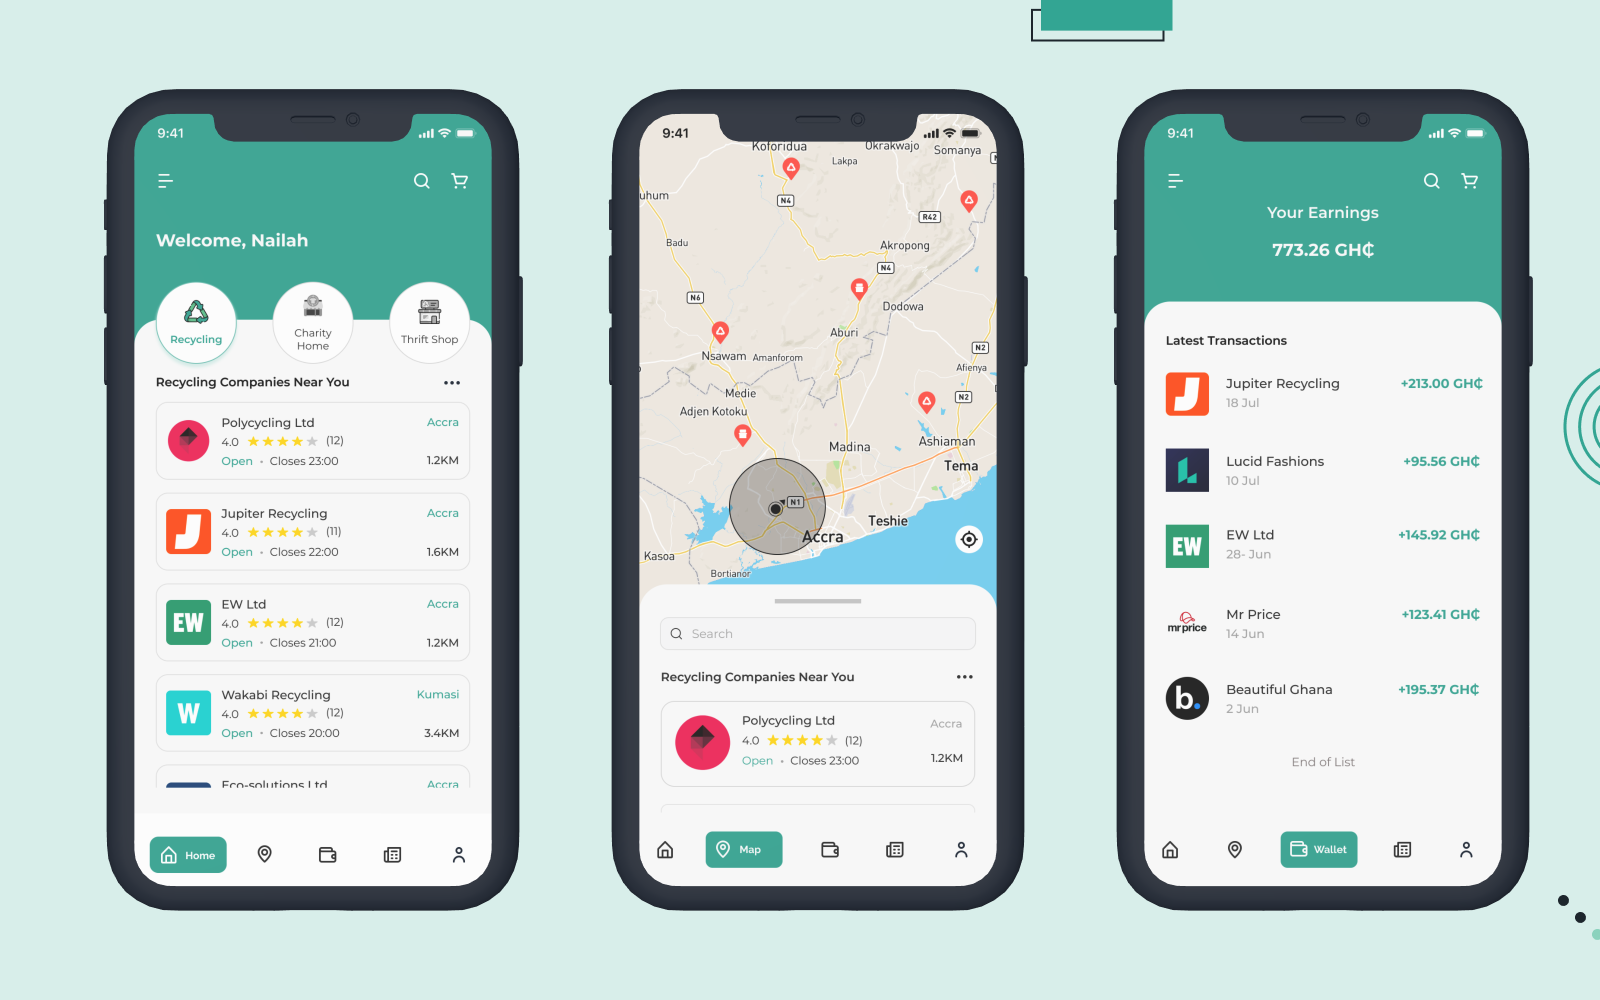 9:41
Welcome, Nailah
Recycling
Charity
Home
Thrift Shop
Recycling Companies Near You
Polycycling Ltd
Accra
4.0 (12)
Open • Closes 23:00
1.2KM
J
Jupiter Recycling
Accra
4.0 (11)
Open • Closes 22:00
1.6KM
EW
EW Ltd
Accra
4.0 (12)
Open • Closes 21:00
1.2KM
W
Wakabi Recycling
Kumasi
4.0 (12)
Open • Closes 20:00
3.4KM
Eco-solutions Ltd
Accra
Home
9:41
Koforidua
Okrakwajo
Somanya
Lakpa
uhum
N4
R42
Badu
Akropong
N4
N6
Dodowa
Aburi
N2
Nsawam
Amanforom
Afienya
Medie
N2
Adjen Kotoku
Madina
Ashiaman
Tema
N1
Teshie
Accra
Kasoa
Bortianor
Search
Recycling Companies Near You
Polycycling Ltd
Accra
4.0 (12)
Open • Closes 23:00
1.2KM
Map
9:41
Your Earnings
773.26 GH₵
Latest Transactions
J
Jupiter Recycling
+213.00 GH₵
18 Jul
L
Lucid Fashions
+95.56 GH₵
10 Jul
EW
EW Ltd
+145.92 GH₵
28- Jun
mrprice
Mr Price
+123.41 GH₵
14 Jun
b.
Beautiful Ghana
+195.37 GH₵
2 Jun
End of List
Wallet